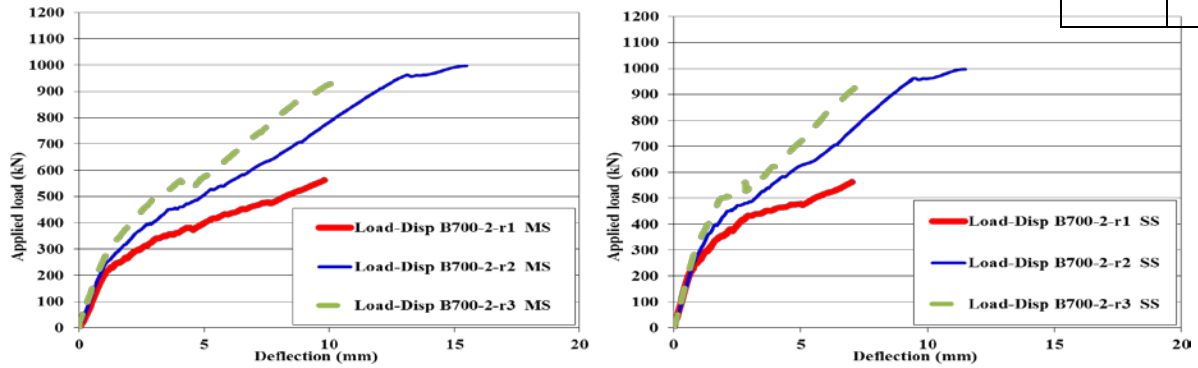 1200
1100
1000
900
800
700
600
500
400
300
200
100
0
Applied load (kN)
0 5 10 15 20
Deflection (mm)
Load-Disp B700-2-r1 MS
Load-Disp B700-2-r2 MS
Load-Disp B700-2-r3 MS
1200
1100
1000
900
800
700
600
500
400
300
200
100
0
Applied load (kN)
0 5 10 15 20
Deflection (mm)
Load-Disp B700-2-r1 SS
Load-Disp B700-2-r2 SS
Load-Disp B700-2-r3 SS